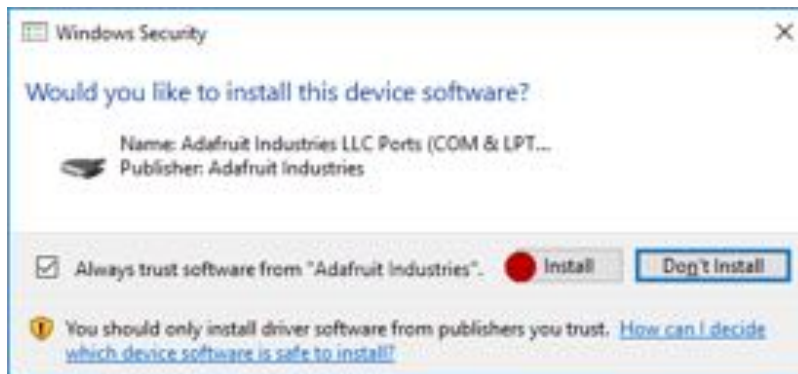 Windows Security
Would you like to install this device software?
Name: Adafruit Industries LLC Ports (COM & LPT...
Publisher: Adafruit Industries
Always trust software from "Adafruit Industries".
Install
Don't Install
You should only install driver software from publishers you trust. How can I decide
which device software is safe to install?